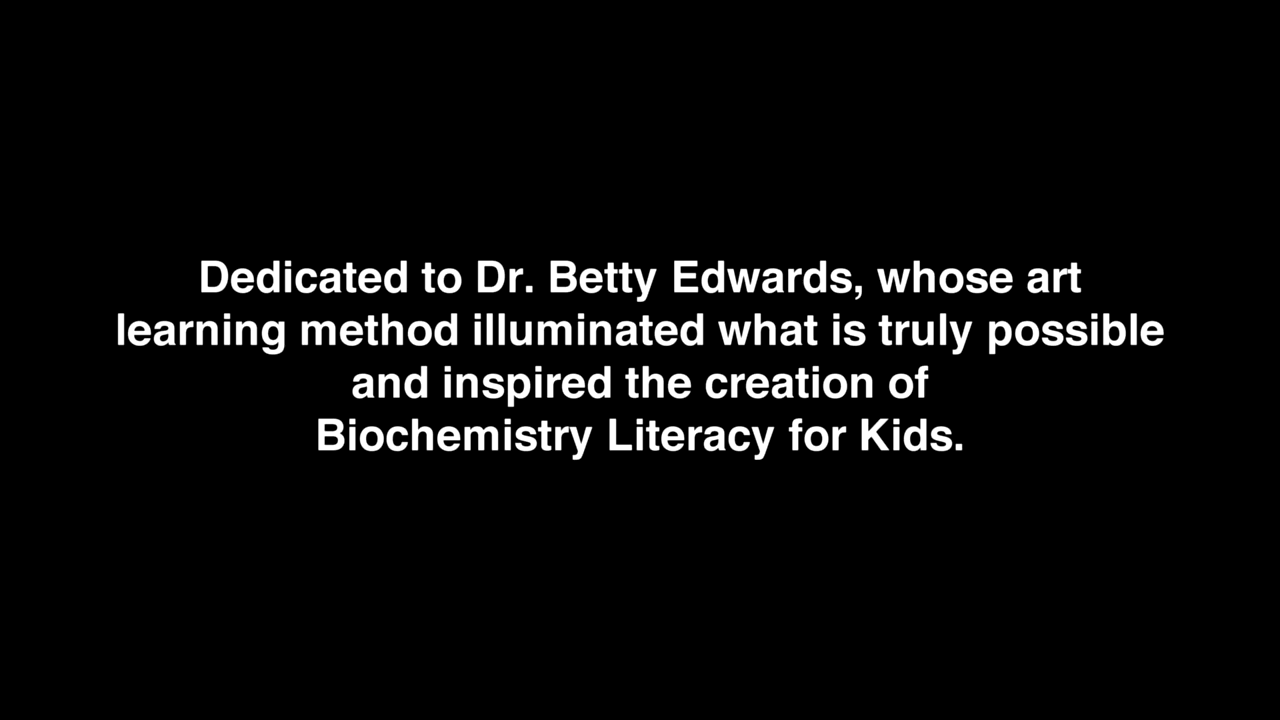 Dedicated to Dr. Betty Edwards, whose art
learning method illuminated what is truly possible
and inspired the creation of
Biochemistry Literacy for Kids.